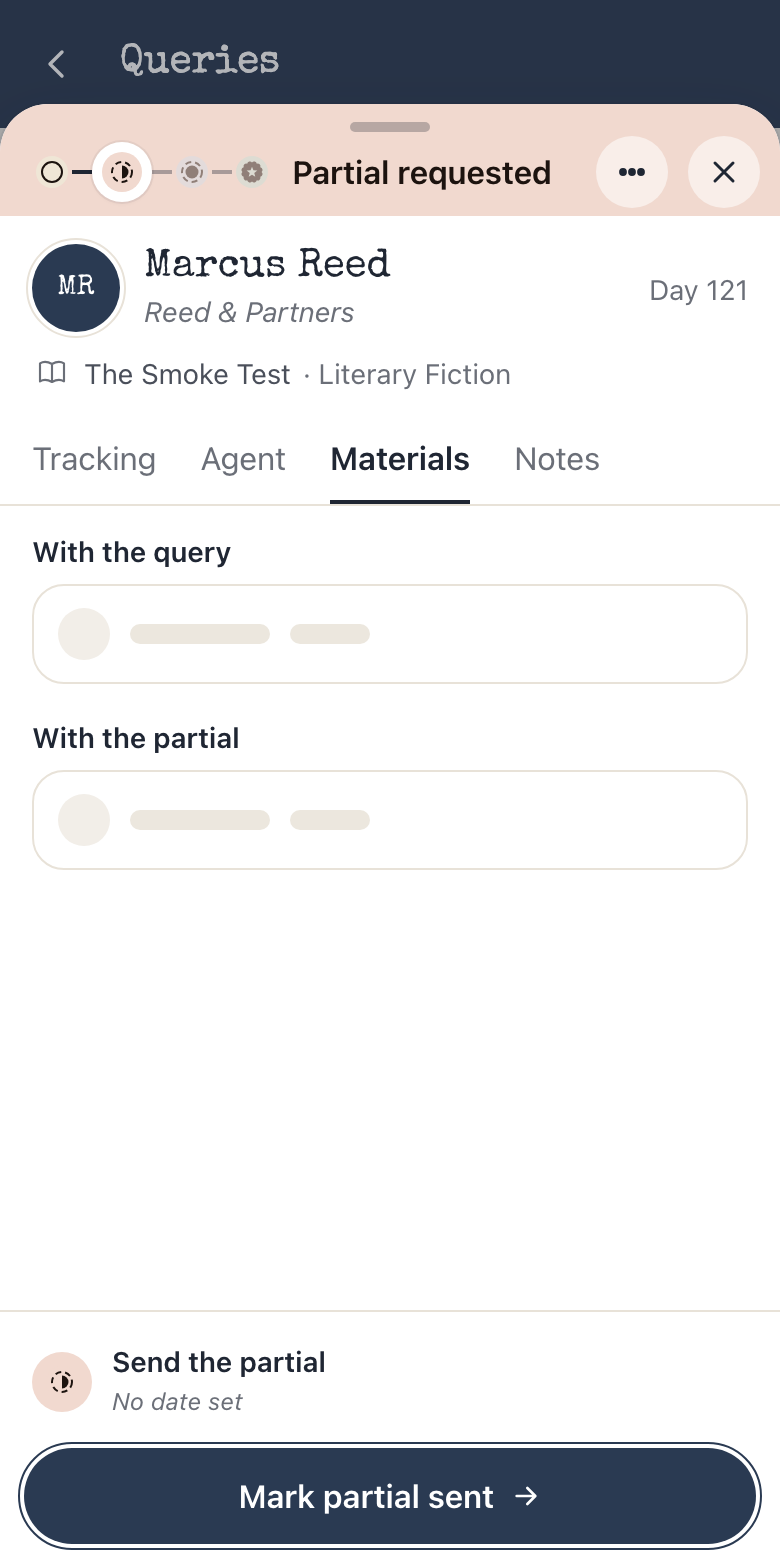 Queries
Partial requested
MR
Marcus Reed
Reed & Partners
Day 121
The Smoke Test · Literary Fiction
Tracking Agent Materials Notes
With the query
With the partial
Send the partial
No date set
Mark partial sent →